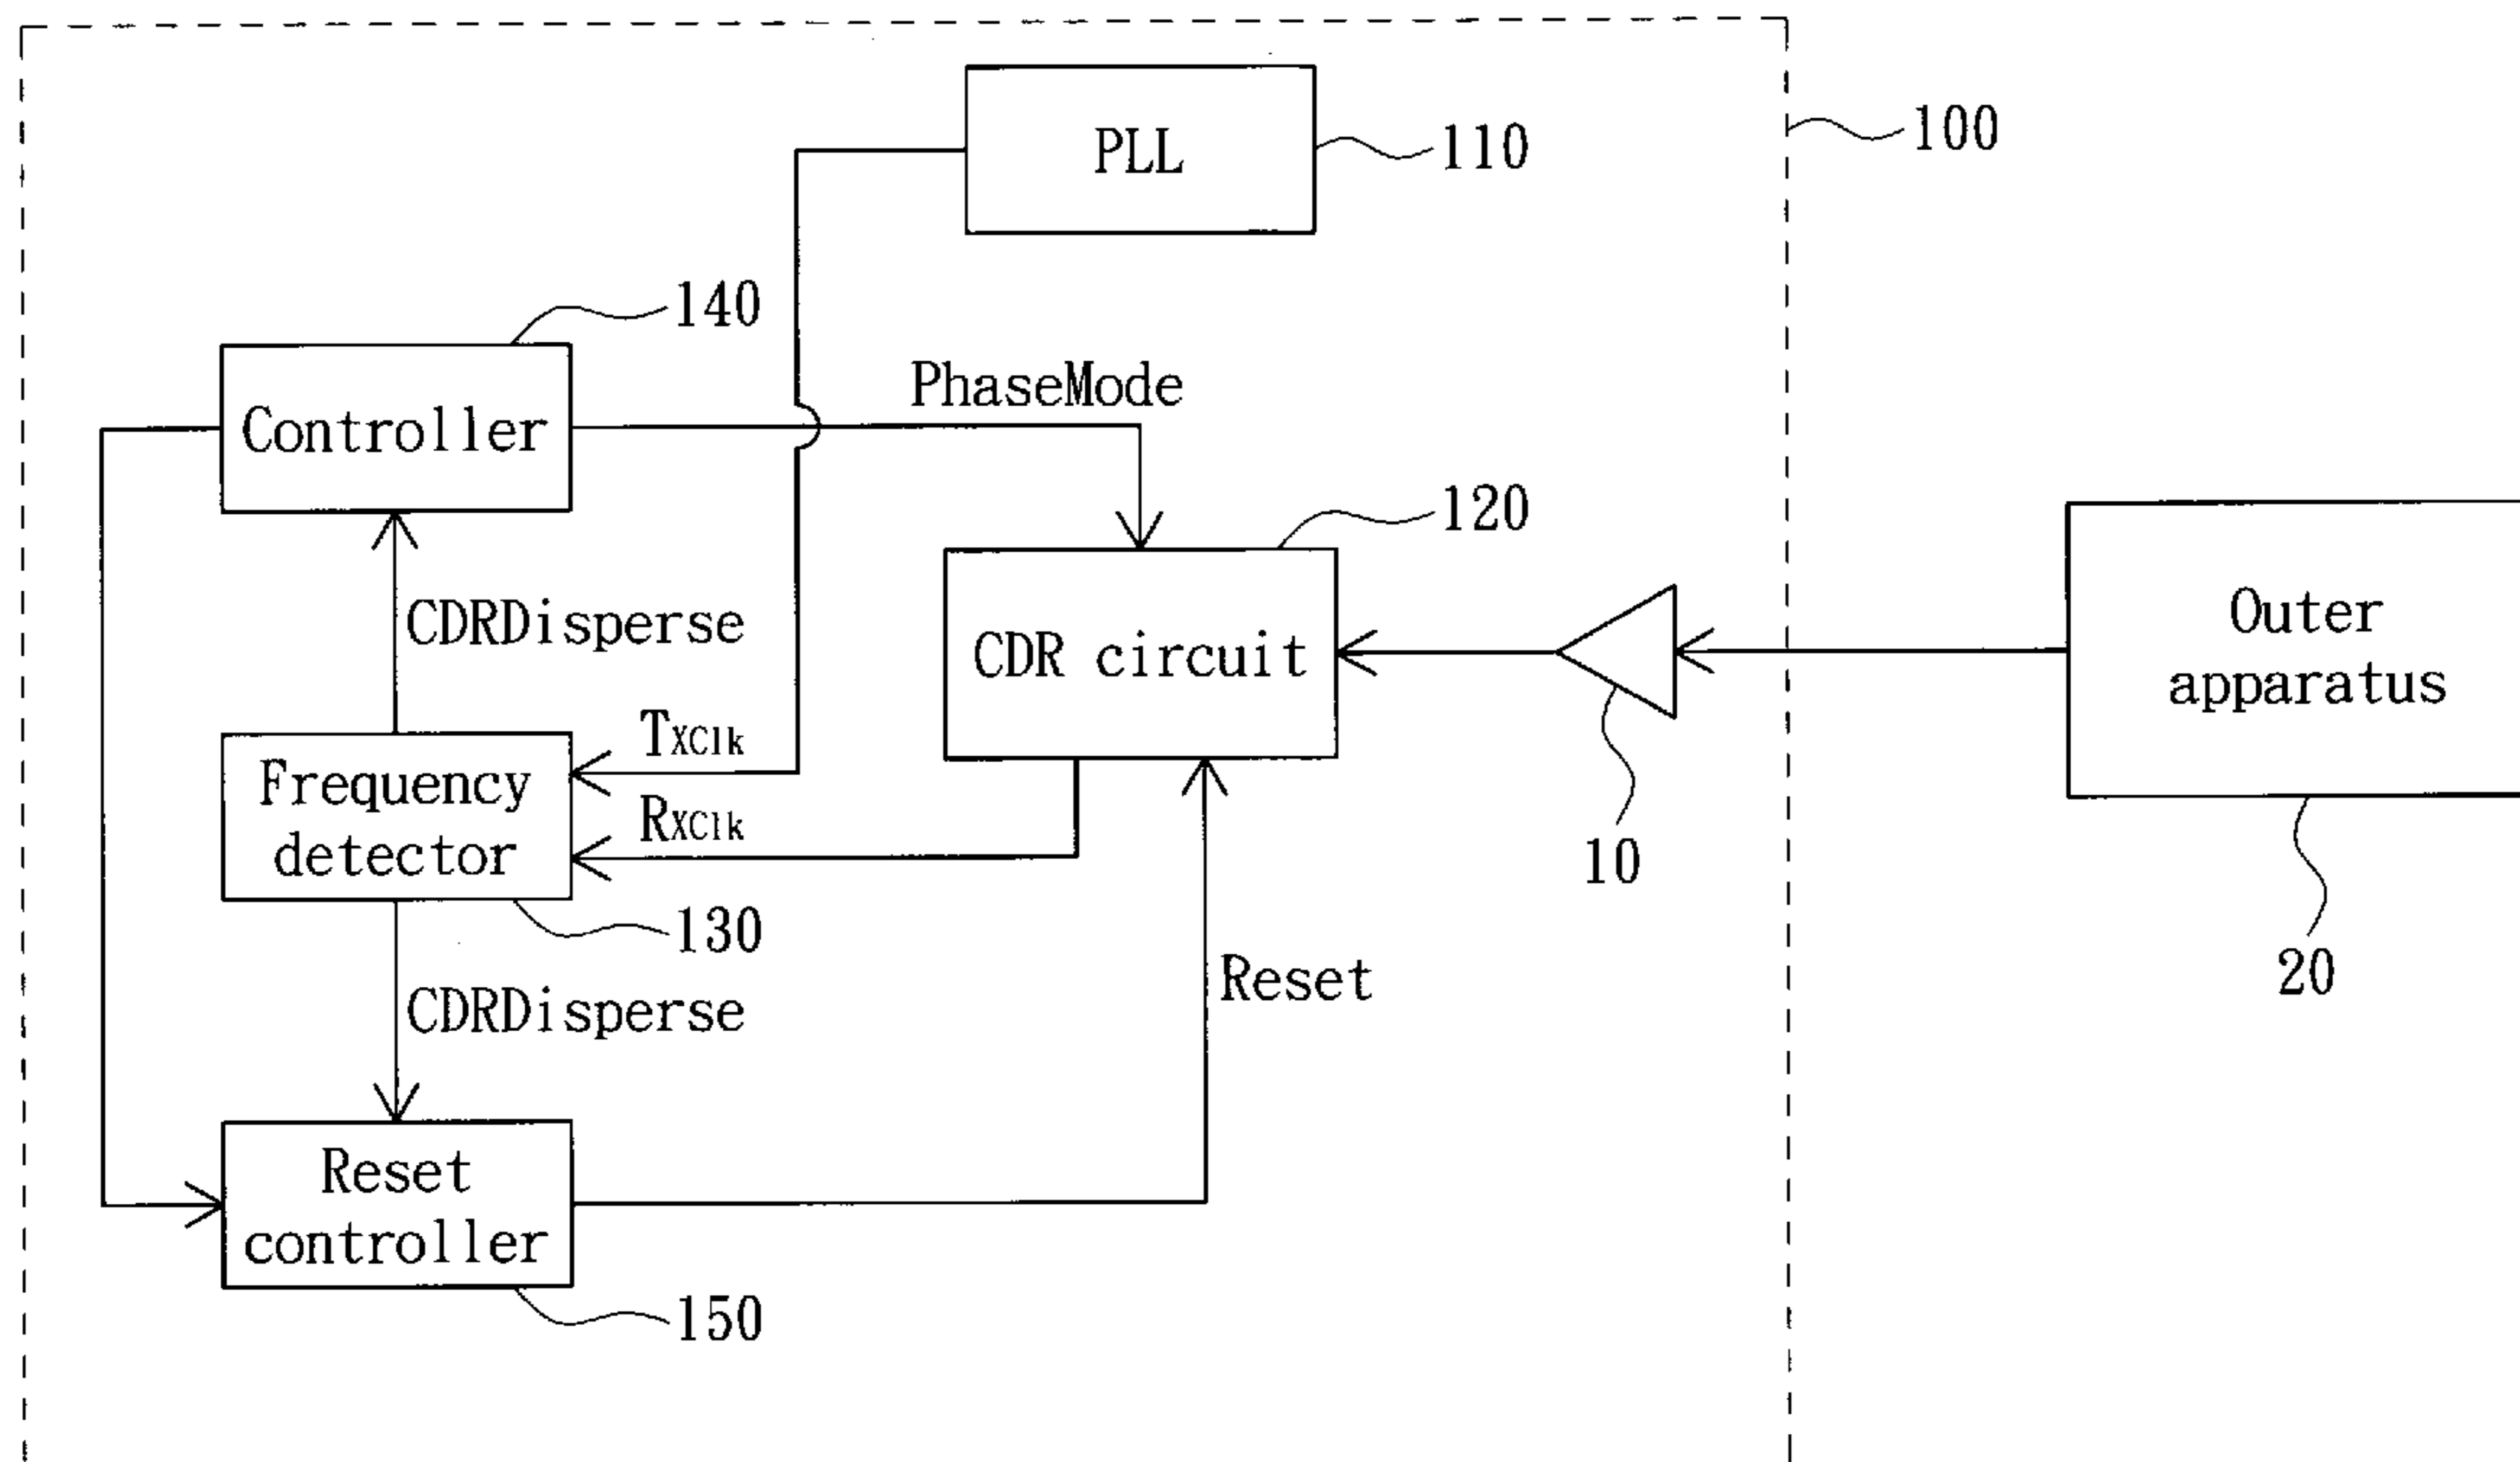 PLL
110
100
140
Controller
PhaseMode
120
CDRDisperse
CDR circuit
Outer
apparatus
TXClk
RXClk
Frequency
detector
10
130
20
Reset
CDRDisperse
Reset
controller
150